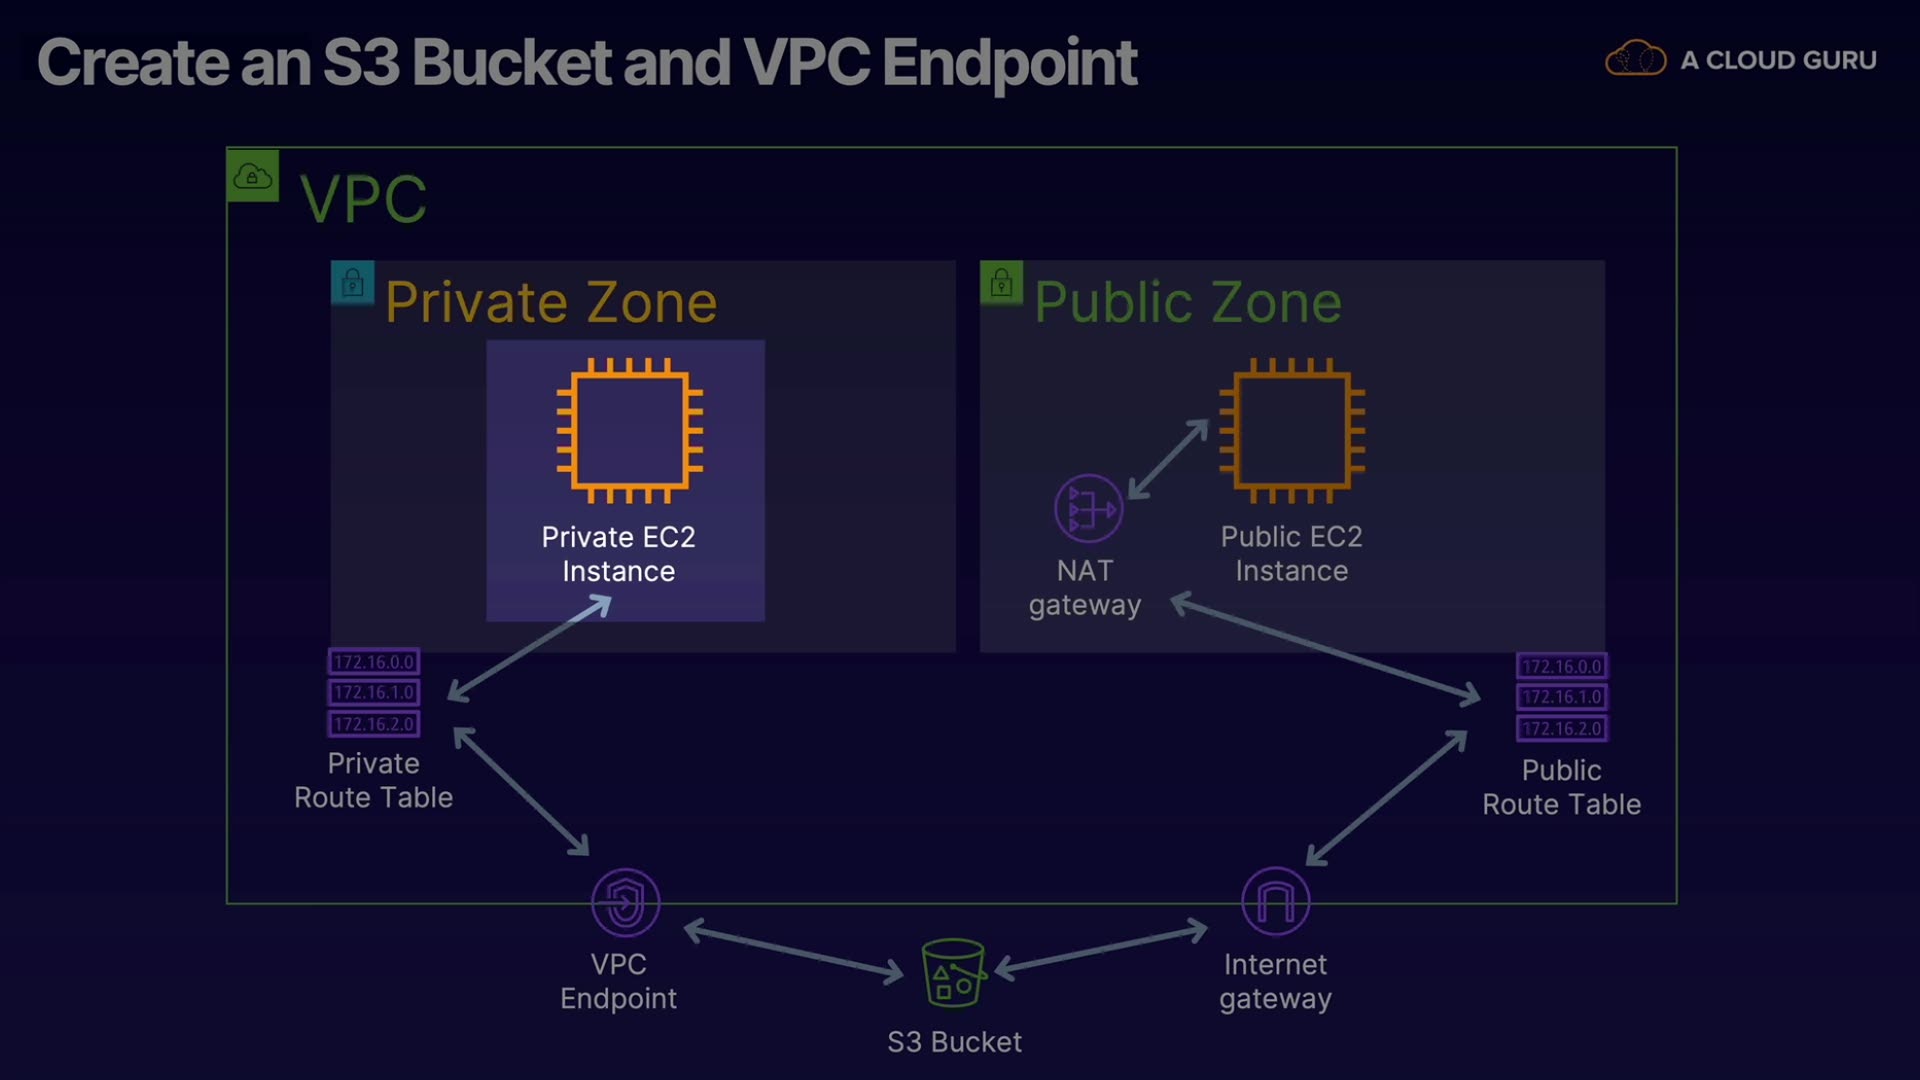 Create an S3 Bucket and VPC Endpoint
A CLOUD GURU
VPC
Private Zone
Public Zone
Private EC2
Instance
Public EC2
Instance
NAT
gateway
172.16.0.0
172.16.1.0
172.16.2.0
Private
Route Table
172.16.0.0
172.16.1.0
172.16.2.0
Public
Route Table
VPC
Endpoint
Internet
gateway
S3 Bucket